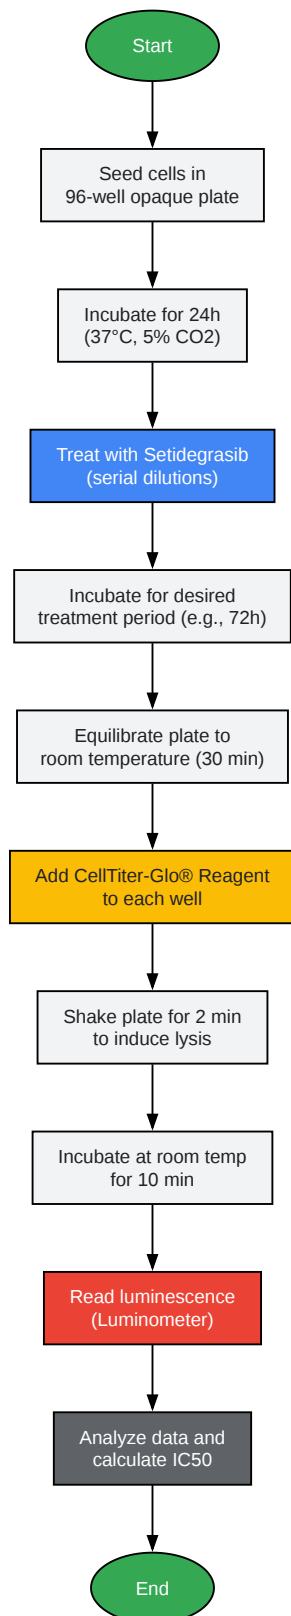 Start
Seed cells in
96-well opaque plate
Incubate for 24h
(37°C, 5% CO2)
Treat with Setidegrasib
(serial dilutions)
Incubate for desired
treatment period (e.g., 72h)
Equilibrate plate to
room temperature (30 min)
Add CellTiter-Glo® Reagent
to each well
Shake plate for 2 min
to induce lysis
Incubate at room temp
for 10 min
Read luminescence
(Luminometer)
Analyze data and
calculate IC50
End